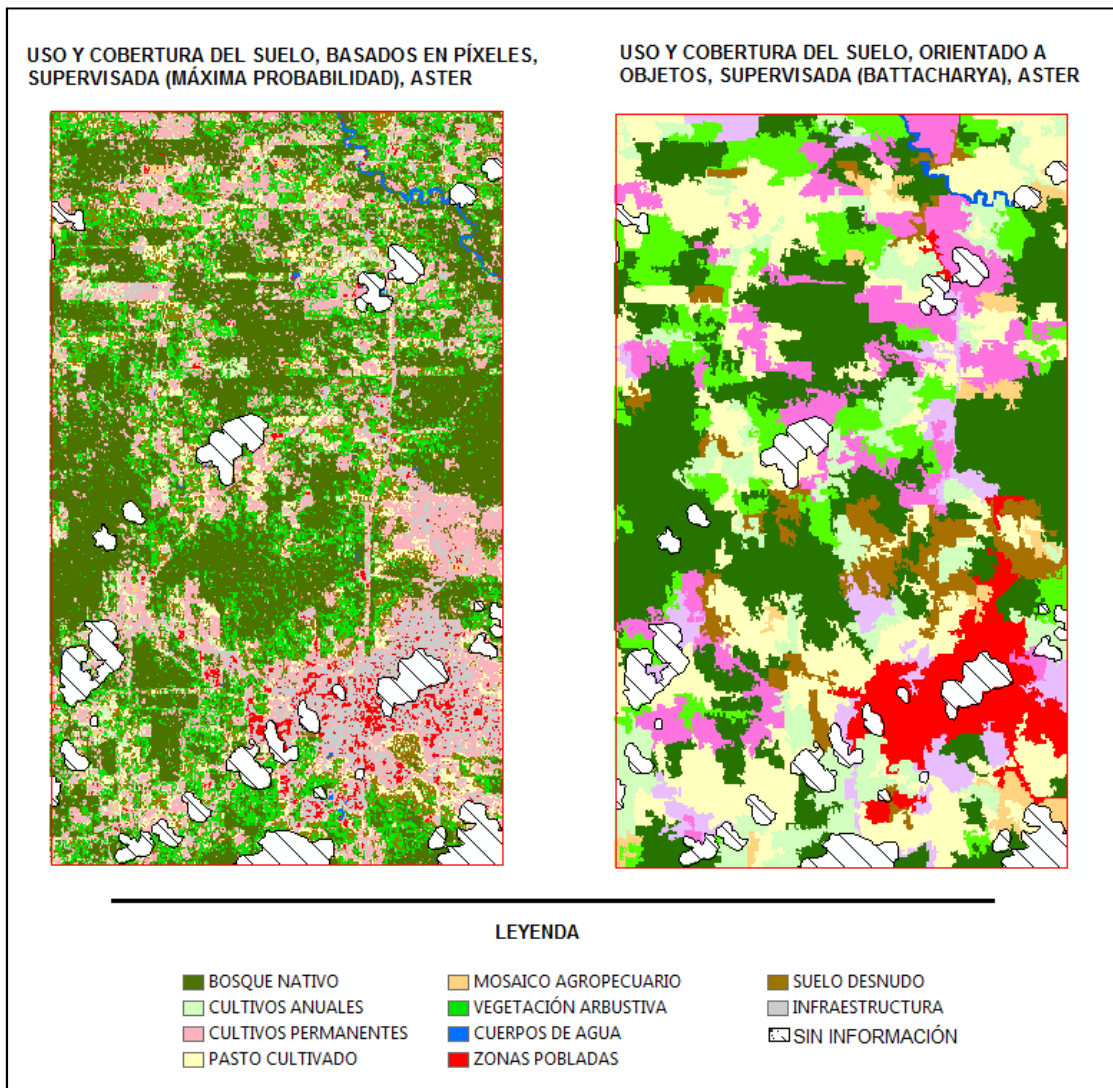 USO Y COBERTURA DEL SUELO, BASADOS EN PÍXELES,
SUPERVISADA (MÁXIMA PROBABILIDAD), ASTER
USO Y COBERTURA DEL SUELO, ORIENTADO A
OBJETOS, SUPERVISADA (BATTACHARYA), ASTER
LEYENDA
BOSQUE NATIVO
CULTIVOS ANUALES
CULTIVOS PERMANENTES
PASTO CULTIVADO
MOSAICO AGROPECUARIO
VEGETACIÓN ARBUSTIVA
CUERPOS DE AGUA
ZONAS POBLADAS
SUELO DESNUDO
INFRAESTRUCTURA
SIN INFORMACIÓN